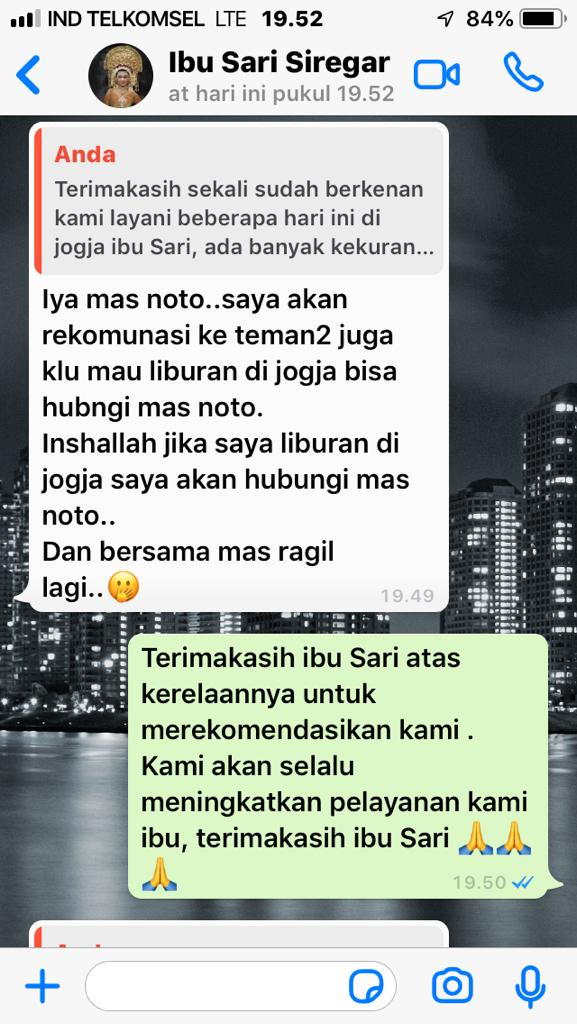 IND TELKOMSEL LTE 19.52 84%
Ibu Sari Siregar
at hari ini pukul 19.52
Anda
Terimakasih sekali sudah berkenan
kami layani beberapa hari ini di
jogja ibu Sari, ada banyak kekuran...
Iya mas noto..saya akan
rekomunasi ke teman2 juga
klu mau liburan di jogja bisa
hubngi mas noto.
Inshallah jika saya liburan di
jogja saya akan hubungi mas
noto..
Dan bersama mas ragil
lagi..🤭
19.49
Terimakasih ibu Sari atas
kerelaannya untuk
merekomendasikan kami .
Kami akan selalu
meningkatkan pelayanan kami
ibu, terimakasih ibu Sari 🙏🙏
🙏
19.50